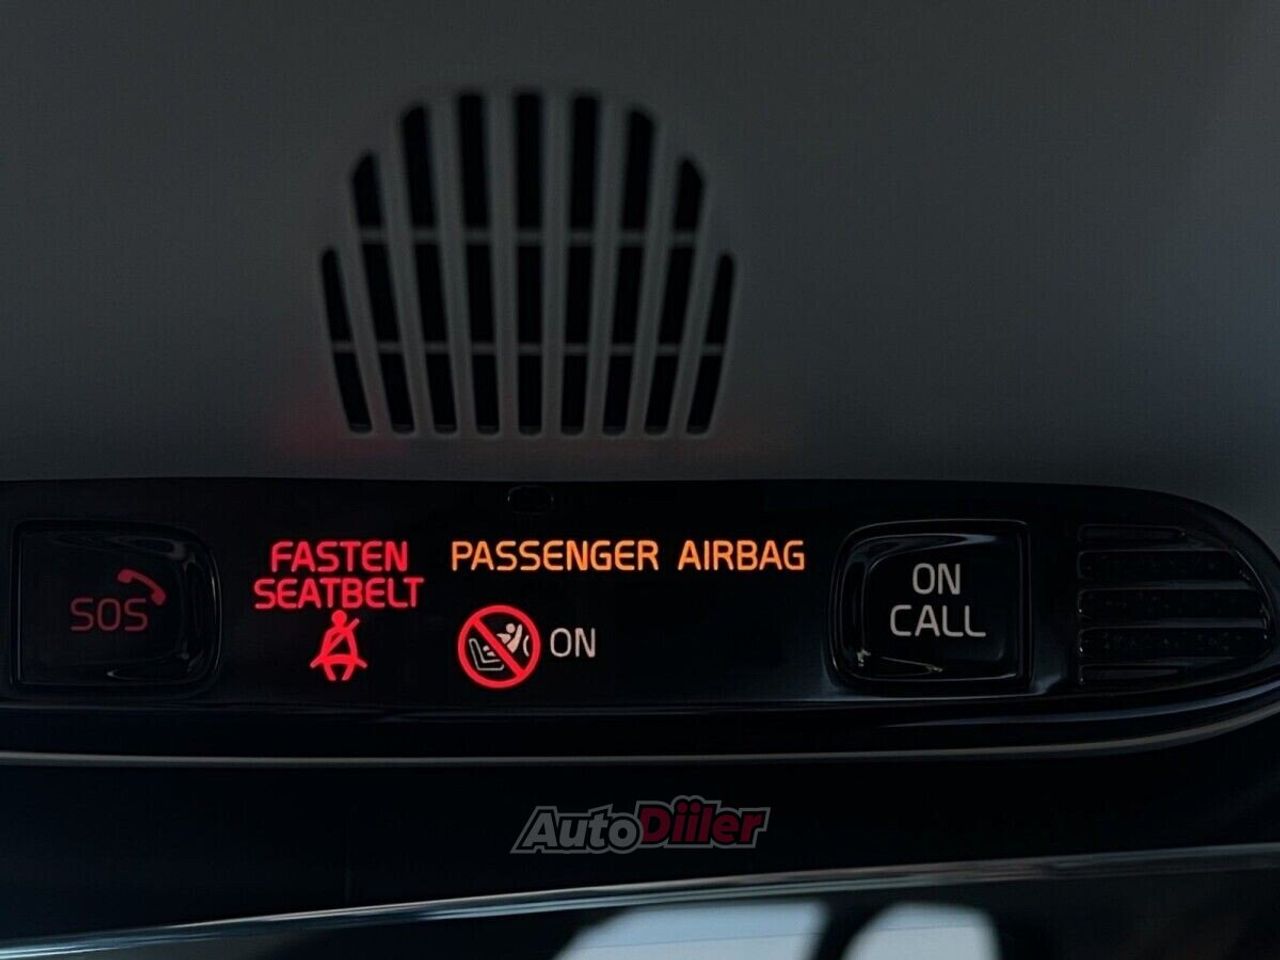 FASTEN
SEATBELT
PASSENGER AIRBAG
ON
SOS
ON
CALL
AutoDiiler